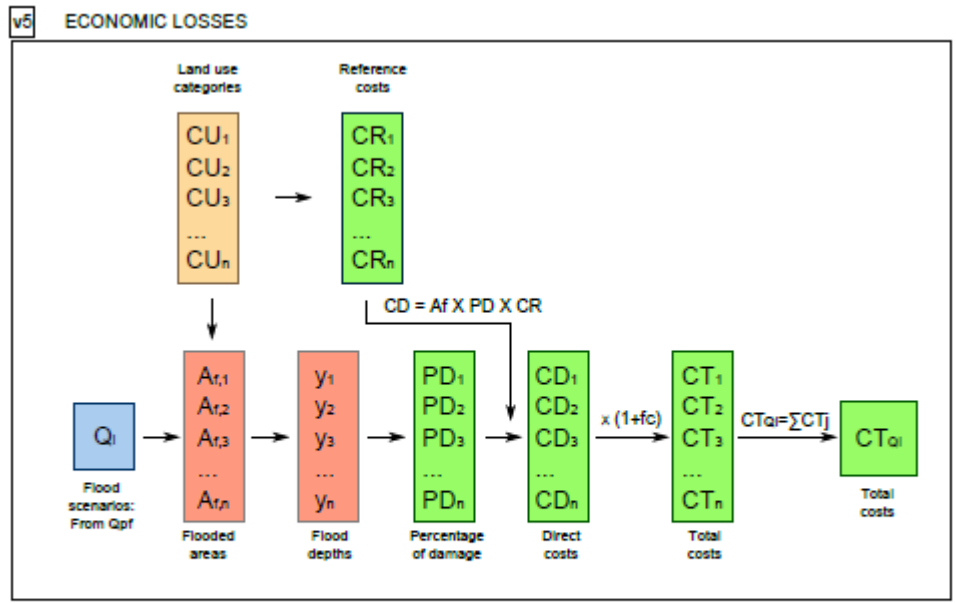 v5 ECONOMIC LOSSES
Land use
categories
Reference
costs
CU1
CU2
CU3
...
CUn
CR1
CR2
CR3
...
CRn
CD = Af X PD X CR
Qi
Flood
scenarios:
From Qpf
Af,1
Af,2
Af,3
...
Af,n
Flooded
areas
y1
y2
y3
...
yn
Flood
depths
PD1
PD2
PD3
...
PDn
Percentage
of damage
CD1
CD2
CD3
...
CDn
Direct
costs
x (1+fc)
CT1
CT2
CT3
...
CTn
Total
costs
CTQi=∑CTj
CTQi
Total
costs